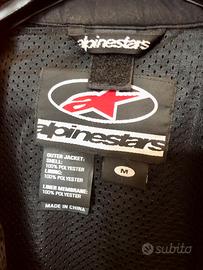 alpinestars
alpinestars
OUTER JACKET:
SHELL:
100% POLYESTER
LINING:
100% POLYESTER
LINER MEMBRANE:
100% POLYESTER
MADE IN CHINA
M
subito